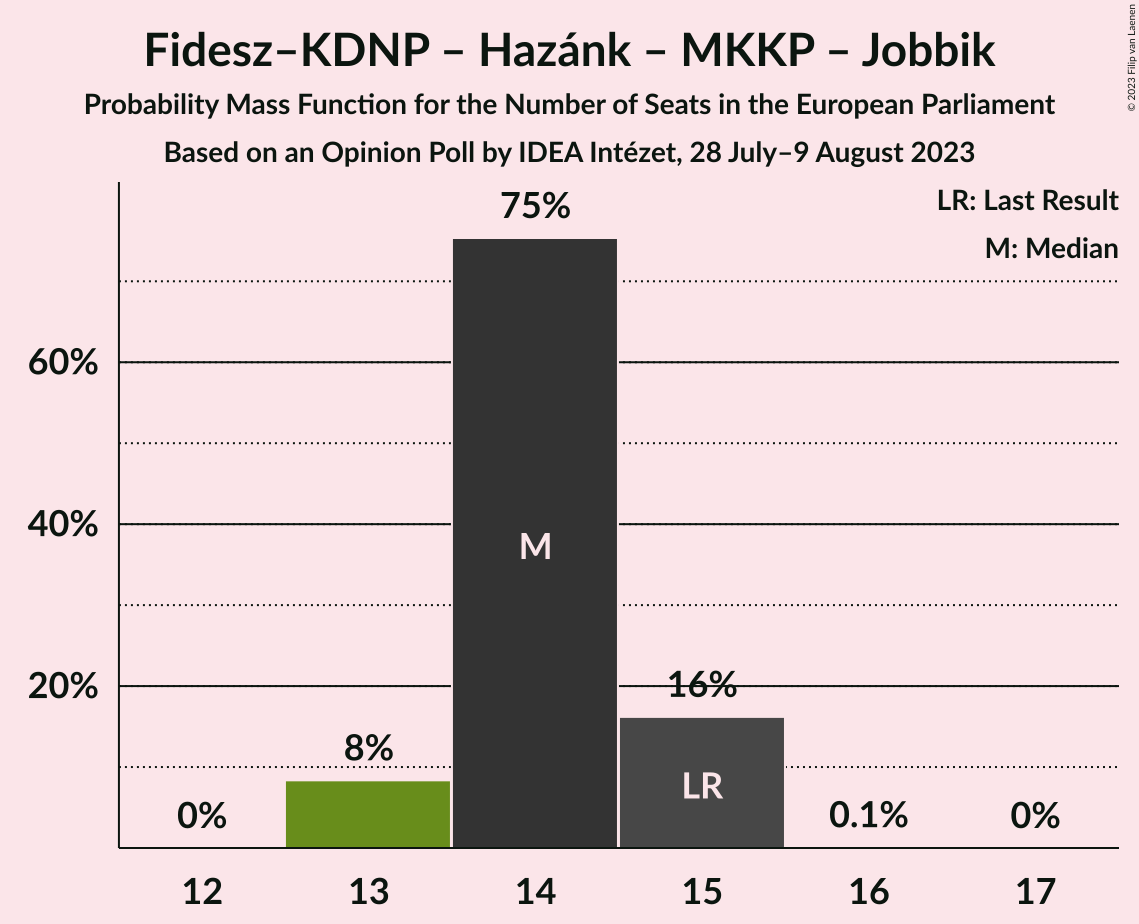 Fidesz–KDNP – Hazánk – MKKP – Jobbik
Probability Mass Function for the Number of Seats in the European Parliament
Based on an Opinion Poll by IDEA Intézet, 28 July–9 August 2023
© 2023 Filip van Laenen
LR: Last Result
M: Median
75%
60%
40%
M
20%
16%
8%
LR
0%
0.1%
0%
12 13 14 15 16 17